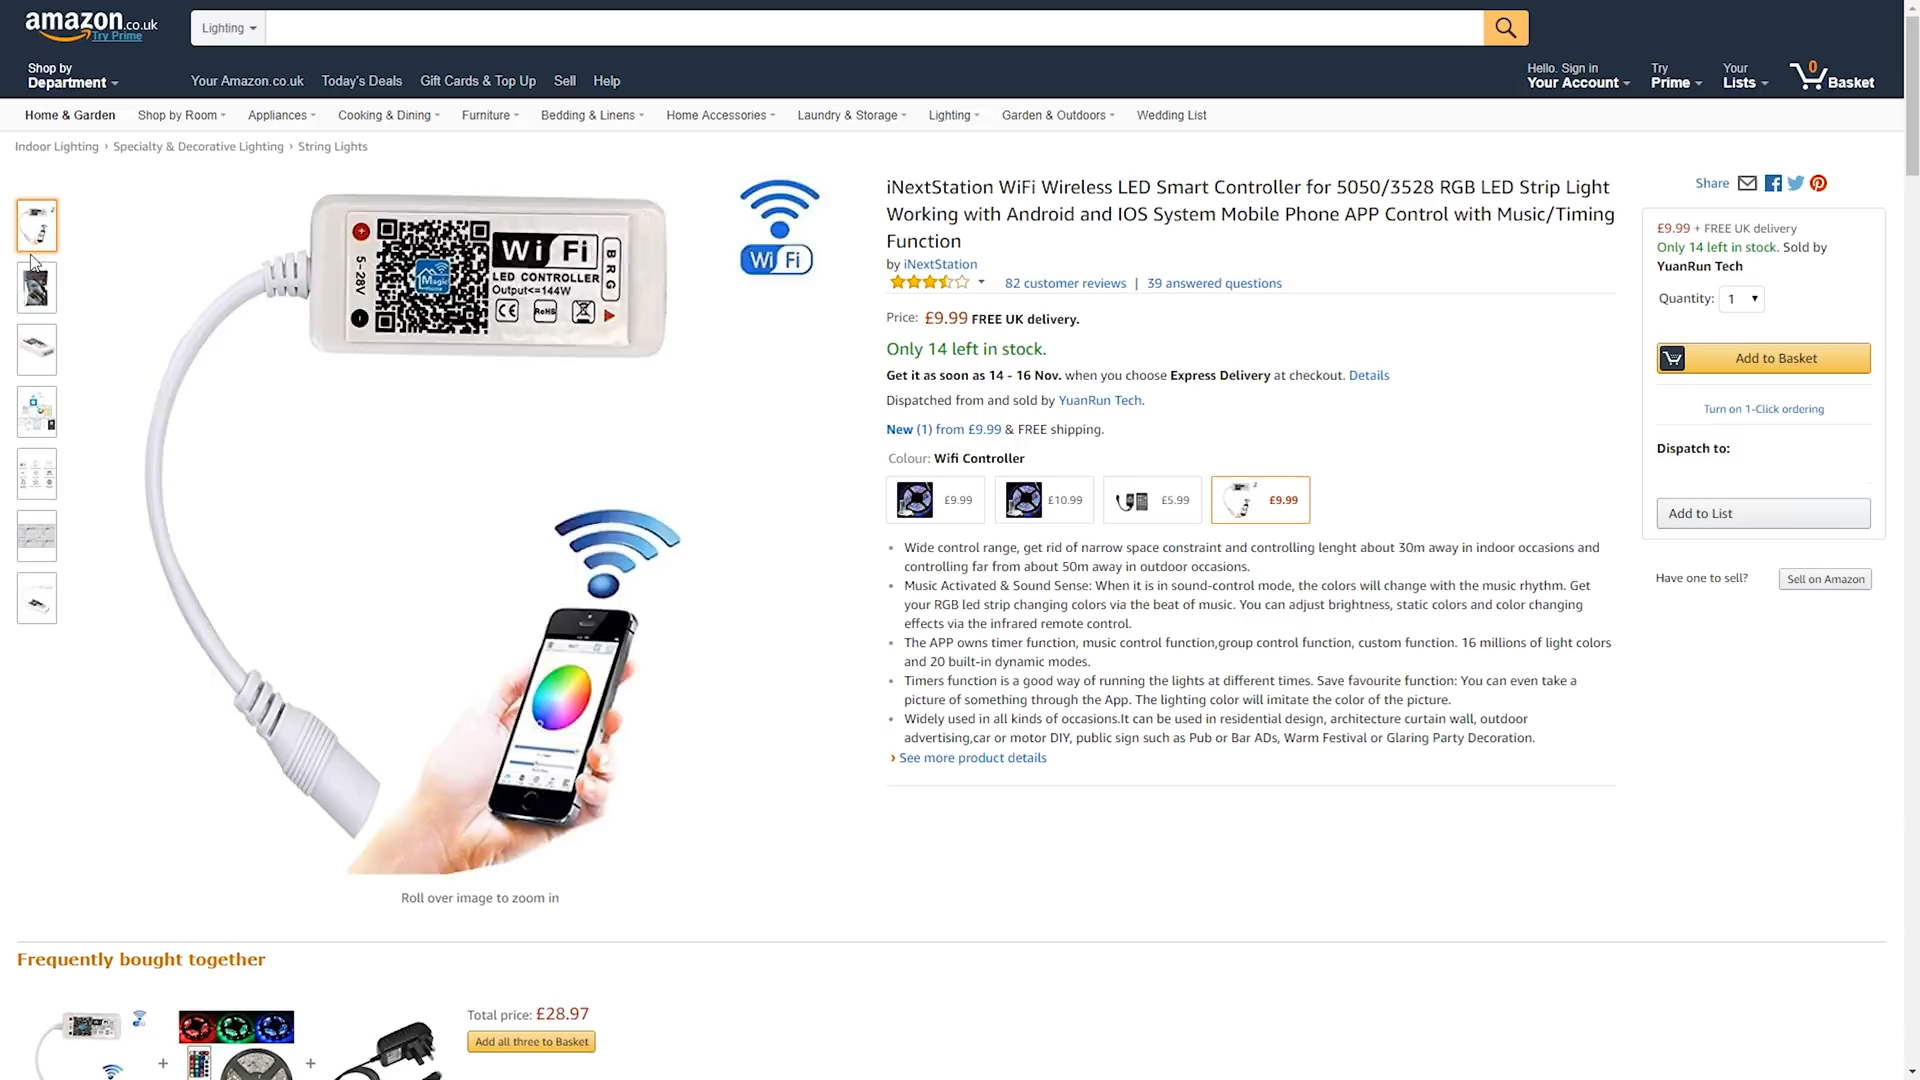 amazon.co.uk
Try Prime
Lighting
Shop by
Department
Your Amazon.co.uk
Today's Deals
Gift Cards & Top Up
Sell
Help
Hello. Sign in
Your Account
Try
Prime
Your
Lists
0
Basket
Home & Garden
Shop by Room
Appliances
Cooking & Dining
Furniture
Bedding & Linens
Home Accessories
Laundry & Storage
Lighting
Garden & Outdoors
Wedding List
Indoor Lighting › Specialty & Decorative Lighting › String Lights
5-28V
Magic
Home
WiFi
LED CONTROLLER
Output<=144W
CE
RoHS
B R G
Wi Fi
Roll over image to zoom in
iNextStation WiFi Wireless LED Smart Controller for 5050/3528 RGB LED Strip Light
Working with Android and IOS System Mobile Phone APP Control with Music/Timing
Function
by iNextStation
82 customer reviews | 39 answered questions
Price: £9.99 FREE UK delivery.
Only 14 left in stock.
Get it as soon as 14 - 16 Nov. when you choose Express Delivery at checkout. Details
Dispatched from and sold by YuanRun Tech.
New (1) from £9.99 & FREE shipping.
Colour: Wifi Controller
£9.99
£10.99
£5.99
£9.99
• Wide control range, get rid of narrow space constraint and controlling lenght about 30m away in indoor occasions and
controlling far from about 50m away in outdoor occasions.
• Music Activated & Sound Sense: When it is in sound-control mode, the colors will change with the music rhythm. Get
your RGB led strip changing colors via the beat of music. You can adjust brightness, static colors and color changing
effects via the infrared remote control.
• The APP owns timer function, music control function,group control function, custom function. 16 millions of light colors
and 20 built-in dynamic modes.
• Timers function is a good way of running the lights at different times. Save favourite function: You can even take a
picture of something through the App. The lighting color will imitate the color of the picture.
• Widely used in all kinds of occasions.It can be used in residential design, architecture curtain wall, outdoor
advertising,car or motor DIY, public sign such as Pub or Bar ADs, Warm Festival or Glaring Party Decoration.
› See more product details
Share
£9.99 + FREE UK delivery
Only 14 left in stock. Sold by
YuanRun Tech
Quantity: 1
Add to Basket
Turn on 1-Click ordering
Dispatch to:
Add to List
Have one to sell?
Sell on Amazon
Frequently bought together
+
+
Total price: £28.97
Add all three to Basket